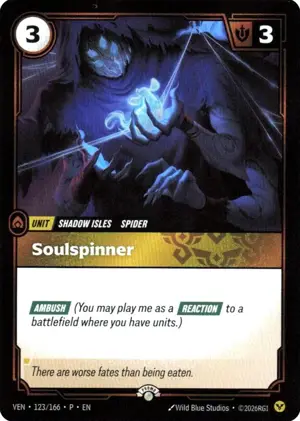 3
3
UNIT SHADOW ISLES SPIDER
Soulspinner
AMBUSH (You may play me as a REACTION to a
battlefield where you have units.)
There are worse fates than being eaten.
VEN • 123/166 • P • EN
Wild Blue Studios • ©2026RGI